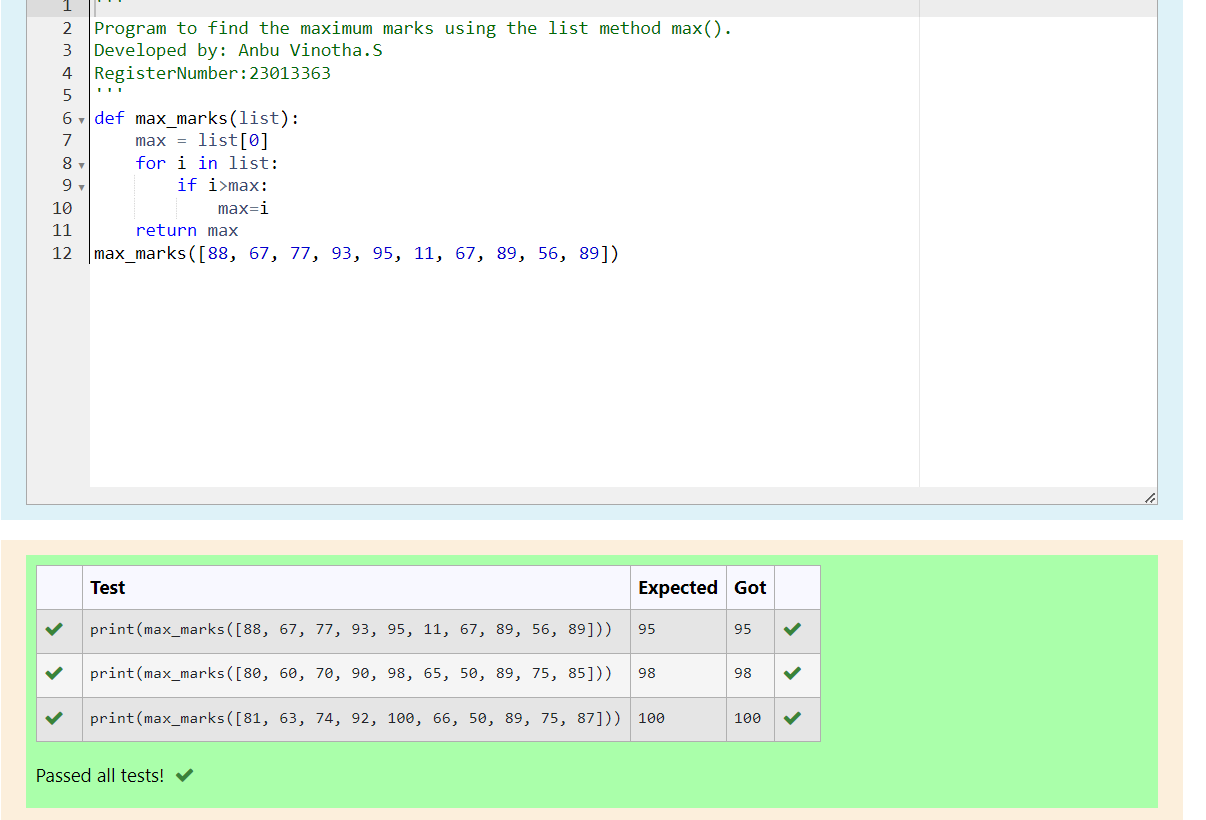 1 '''
2 Program to find the maximum marks using the list method max().
3 Developed by: Anbu Vinotha.S
4 RegisterNumber:23013363
5 '''
6 def max_marks(list):
7     max = list[0]
8     for i in list:
9         if i>max:
10             max=i
11     return max
12 max_marks([88, 67, 77, 93, 95, 11, 67, 89, 56, 89])
Test Expected Got
print(max_marks([88, 67, 77, 93, 95, 11, 67, 89, 56, 89])) 95 95
print(max_marks([80, 60, 70, 90, 98, 65, 50, 89, 75, 85])) 98 98
print(max_marks([81, 63, 74, 92, 100, 66, 50, 89, 75, 87])) 100 100
Passed all tests!